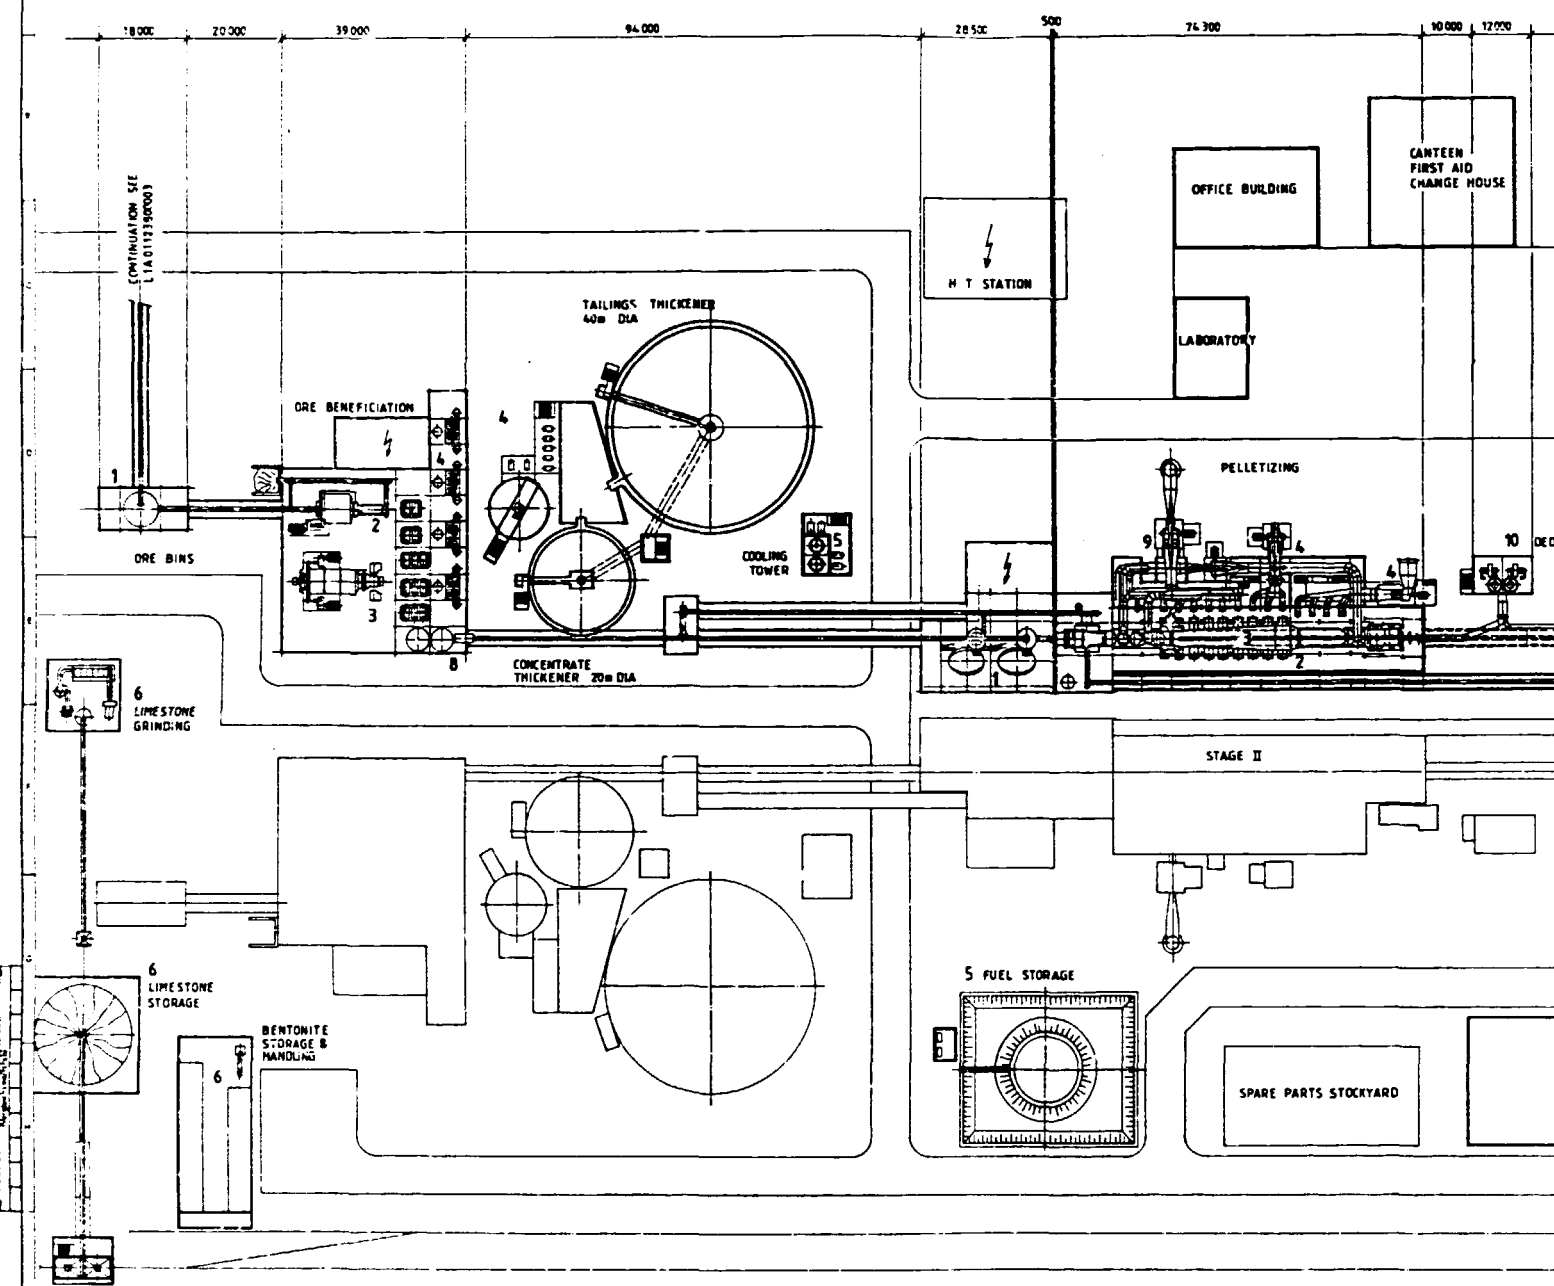 18000 20000 39000 94000 28500 500 74300 10000 12000
CANTEEN
FIRST AID
CHANGE HOUSE
OFFICE BUILDING
CONTINUATION SEE
H T STATION
TAILINGS THICKENER
40m DIA
LABORATORY
ORE BENEFICIATION
4
4
PELLETIZING
1
2
9
4
5
10
ORE BINS
COOLING
TOWER
4
3
3
8
CONCENTRATE
THICKENER 20m DIA
1
2
6
LIMESTONE
GRINDING
STAGE II
6
LIMESTONE
STORAGE
5 FUEL STORAGE
BENTONITE
STORAGE &
HANDLING
6
SPARE PARTS STOCKYARD